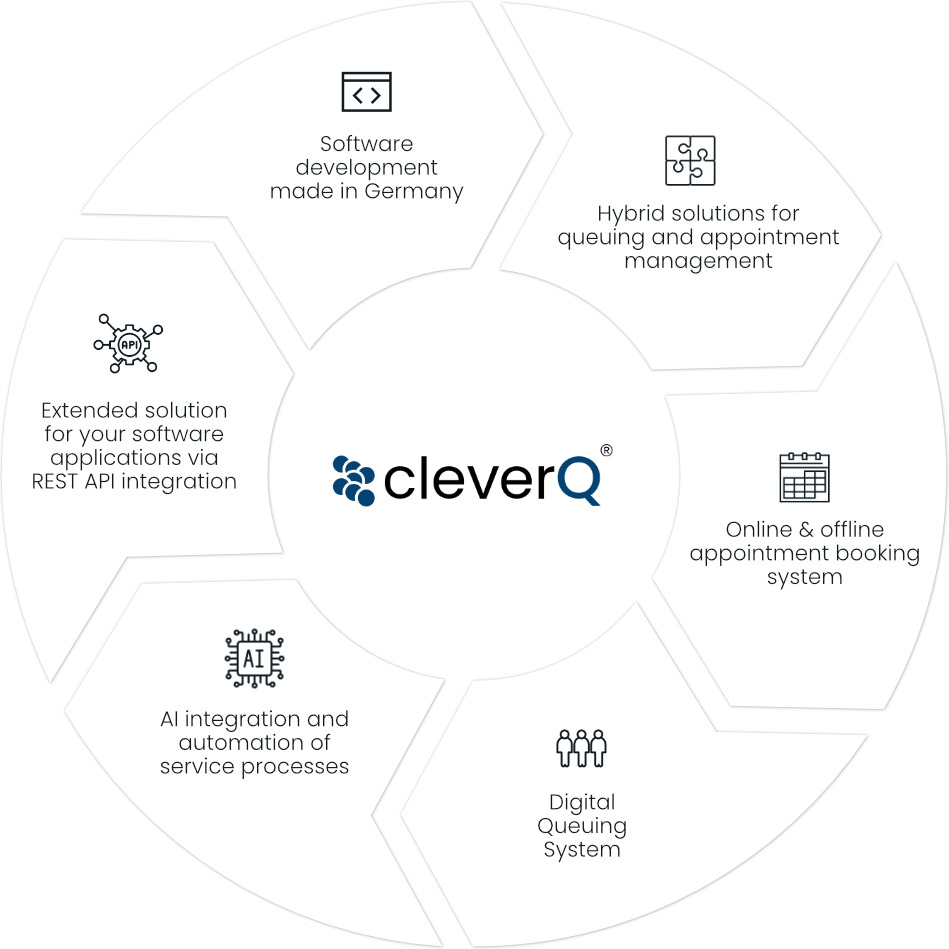 Software
development
made in Germany
Hybrid solutions for
queuing and appointment
management
API
Extended solution
for your software
applications via
REST API integration
cleverQ®
Online & offline
appointment booking
system
AI
AI integration and
automation of
service processes
Digital
Queuing
System